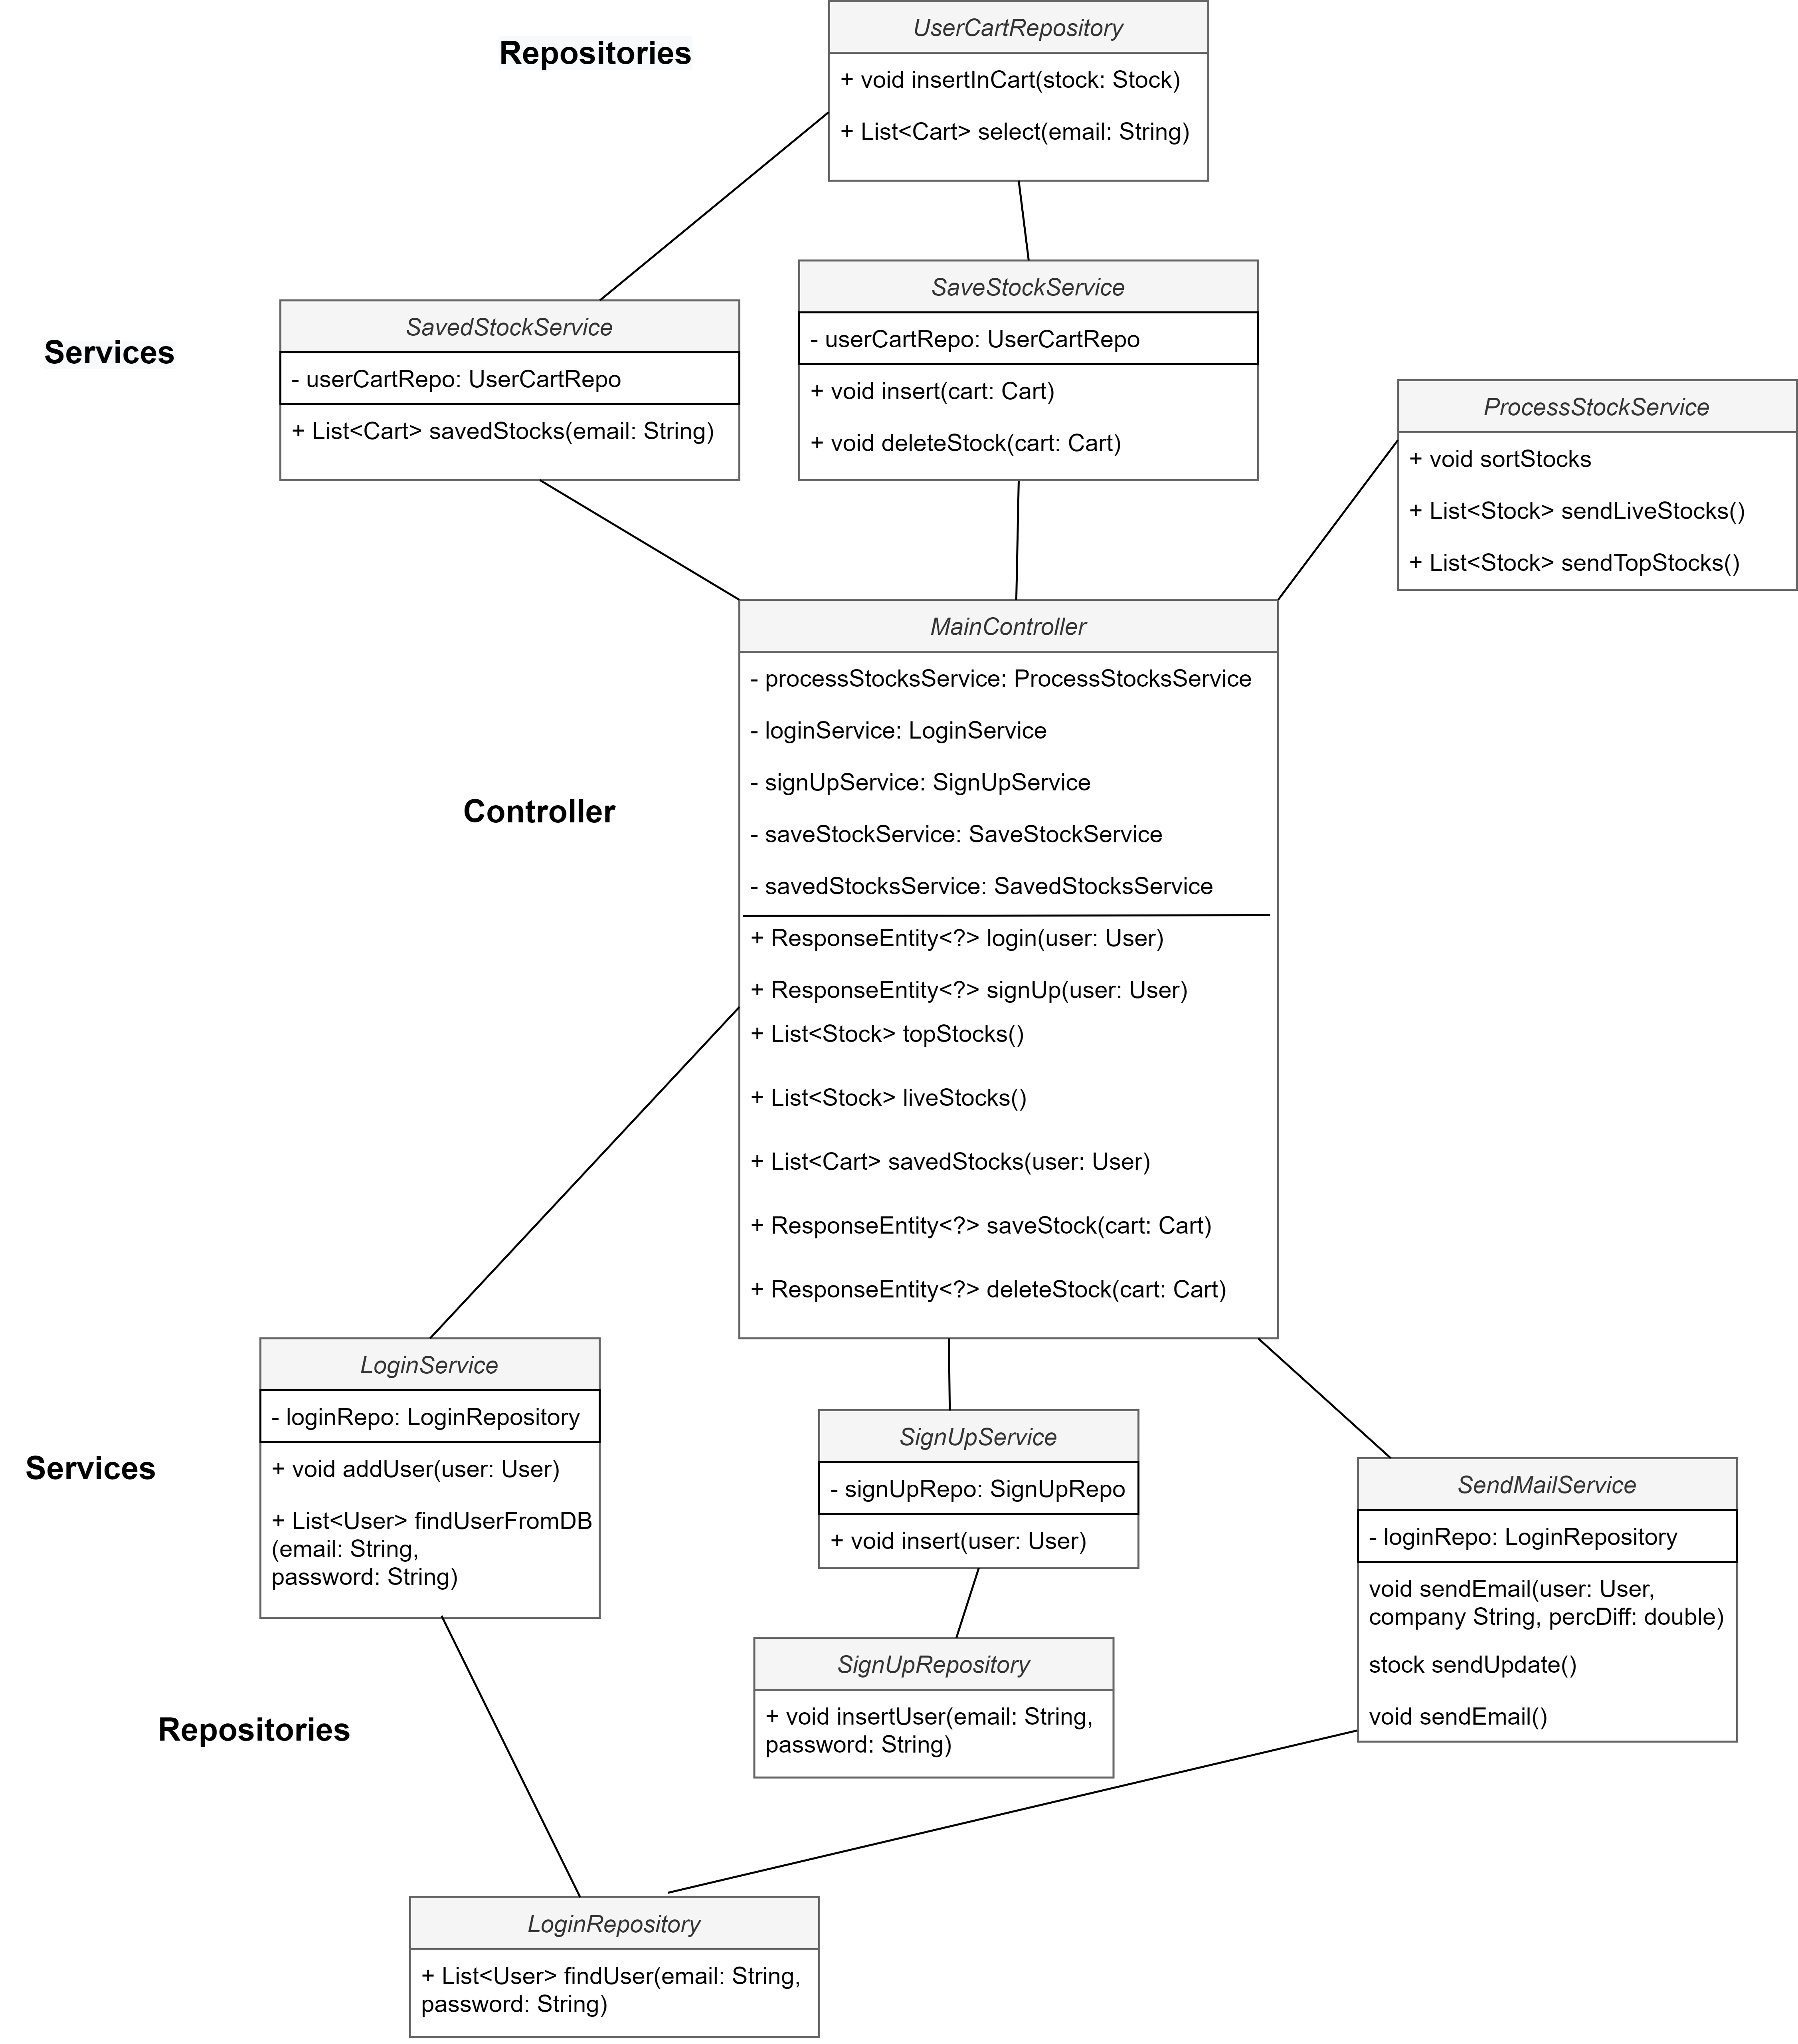 Repositories
UserCartRepository
+ void insertInCart(stock: Stock)
+ List<Cart> select(email: String)
Services
SavedStockService
- userCartRepo: UserCartRepo
+ List<Cart> savedStocks(email: String)
SaveStockService
- userCartRepo: UserCartRepo
+ void insert(cart: Cart)
+ void deleteStock(cart: Cart)
ProcessStockService
+ void sortStocks
+ List<Stock> sendLiveStocks()
+ List<Stock> sendTopStocks()
Controller
MainController
- processStocksService: ProcessStocksService
- loginService: LoginService
- signUpService: SignUpService
- saveStockService: SaveStockService
- savedStocksService: SavedStocksService
+ ResponseEntity<?> login(user: User)
+ ResponseEntity<?> signUp(user: User)
+ List<Stock> topStocks()
+ List<Stock> liveStocks()
+ List<Cart> savedStocks(user: User)
+ ResponseEntity<?> saveStock(cart: Cart)
+ ResponseEntity<?> deleteStock(cart: Cart)
Services
LoginService
- loginRepo: LoginRepository
+ void addUser(user: User)
+ List<User> findUserFromDB
(email: String,
password: String)
SignUpService
- signUpRepo: SignUpRepo
+ void insert(user: User)
SendMailService
- loginRepo: LoginRepository
void sendEmail(user: User,
company String, percDiff: double)
stock sendUpdate()
void sendEmail()
Repositories
SignUpRepository
+ void insertUser(email: String,
password: String)
LoginRepository
+ List<User> findUser(email: String,
password: String)